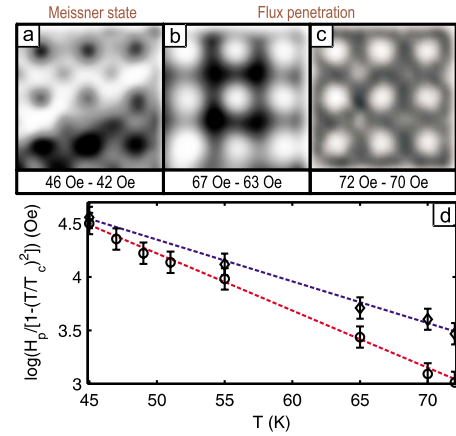 Meissner state Flux penetration
a b c
46 Oe - 42 Oe 67 Oe - 63 Oe 72 Oe - 70 Oe
d
log(Hp/[1-(T/Tc)^2]) (Oe)
4.5
4
3.5
3
45 50 55 60 65 70
T (K)